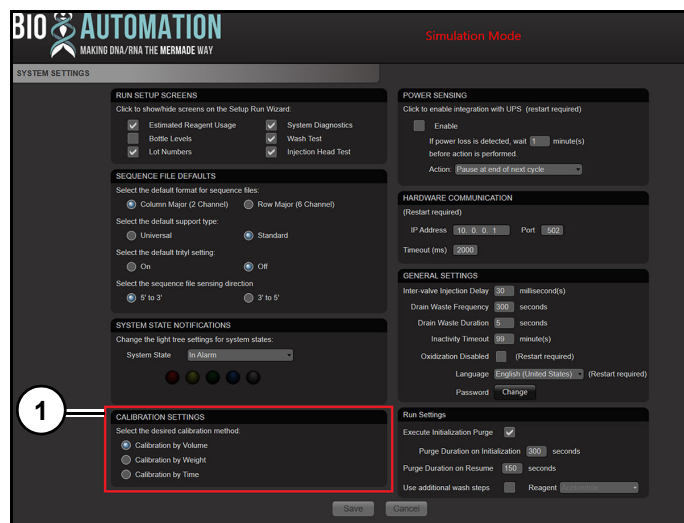 BIO AUTOMATION
MAKING DNA/RNA THE MERMADE WAY
Simulation Mode
SYSTEM SETTINGS
RUN SETUP SCREENS
Click to show/hide screens on the Setup Run Wizard:
Estimated Reagent Usage System Diagnostics
Bottle Levels Wash Test
Lot Numbers Injection Head Test
SEQUENCE FILE DEFAULTS
Select the default format for sequence files:
Column Major (2 Channel) Row Major (6 Channel)
Select the default support type:
Universal Standard
Select the default trityl setting:
On Off
Select the sequence file sensing direction
5' to 3' 3' to 5'
SYSTEM STATE NOTIFICATIONS
Change the light tree settings for system states:
System State In Alarm
1
CALIBRATION SETTINGS
Select the desired calibration method:
Calibration by Volume
Calibration by Weight
Calibration by Time
POWER SENSING
Click to enable integration with UPS (restart required)
Enable
If power loss is detected, wait 1 minute(s)
before action is performed.
Action: Pause at end of next cycle
HARDWARE COMMUNICATION
(Restart required)
IP Address 10. 0. 0. 1 Port 502
Timeout (ms) 2000
GENERAL SETTINGS
Inter-valve Injection Delay 30 millisecond(s)
Drain Waste Frequency 300 seconds
Drain Waste Duration 5 seconds
Inactivity Timeout 99 minute(s)
Oxidization Disabled (Restart required)
Language English (United States) (Restart required)
Password Change
Run Settings
Execute Initialization Purge
Purge Duration on Initialization 300 seconds
Purge Duration on Resume 150 seconds
Use additional wash steps Reagent
Save Cancel